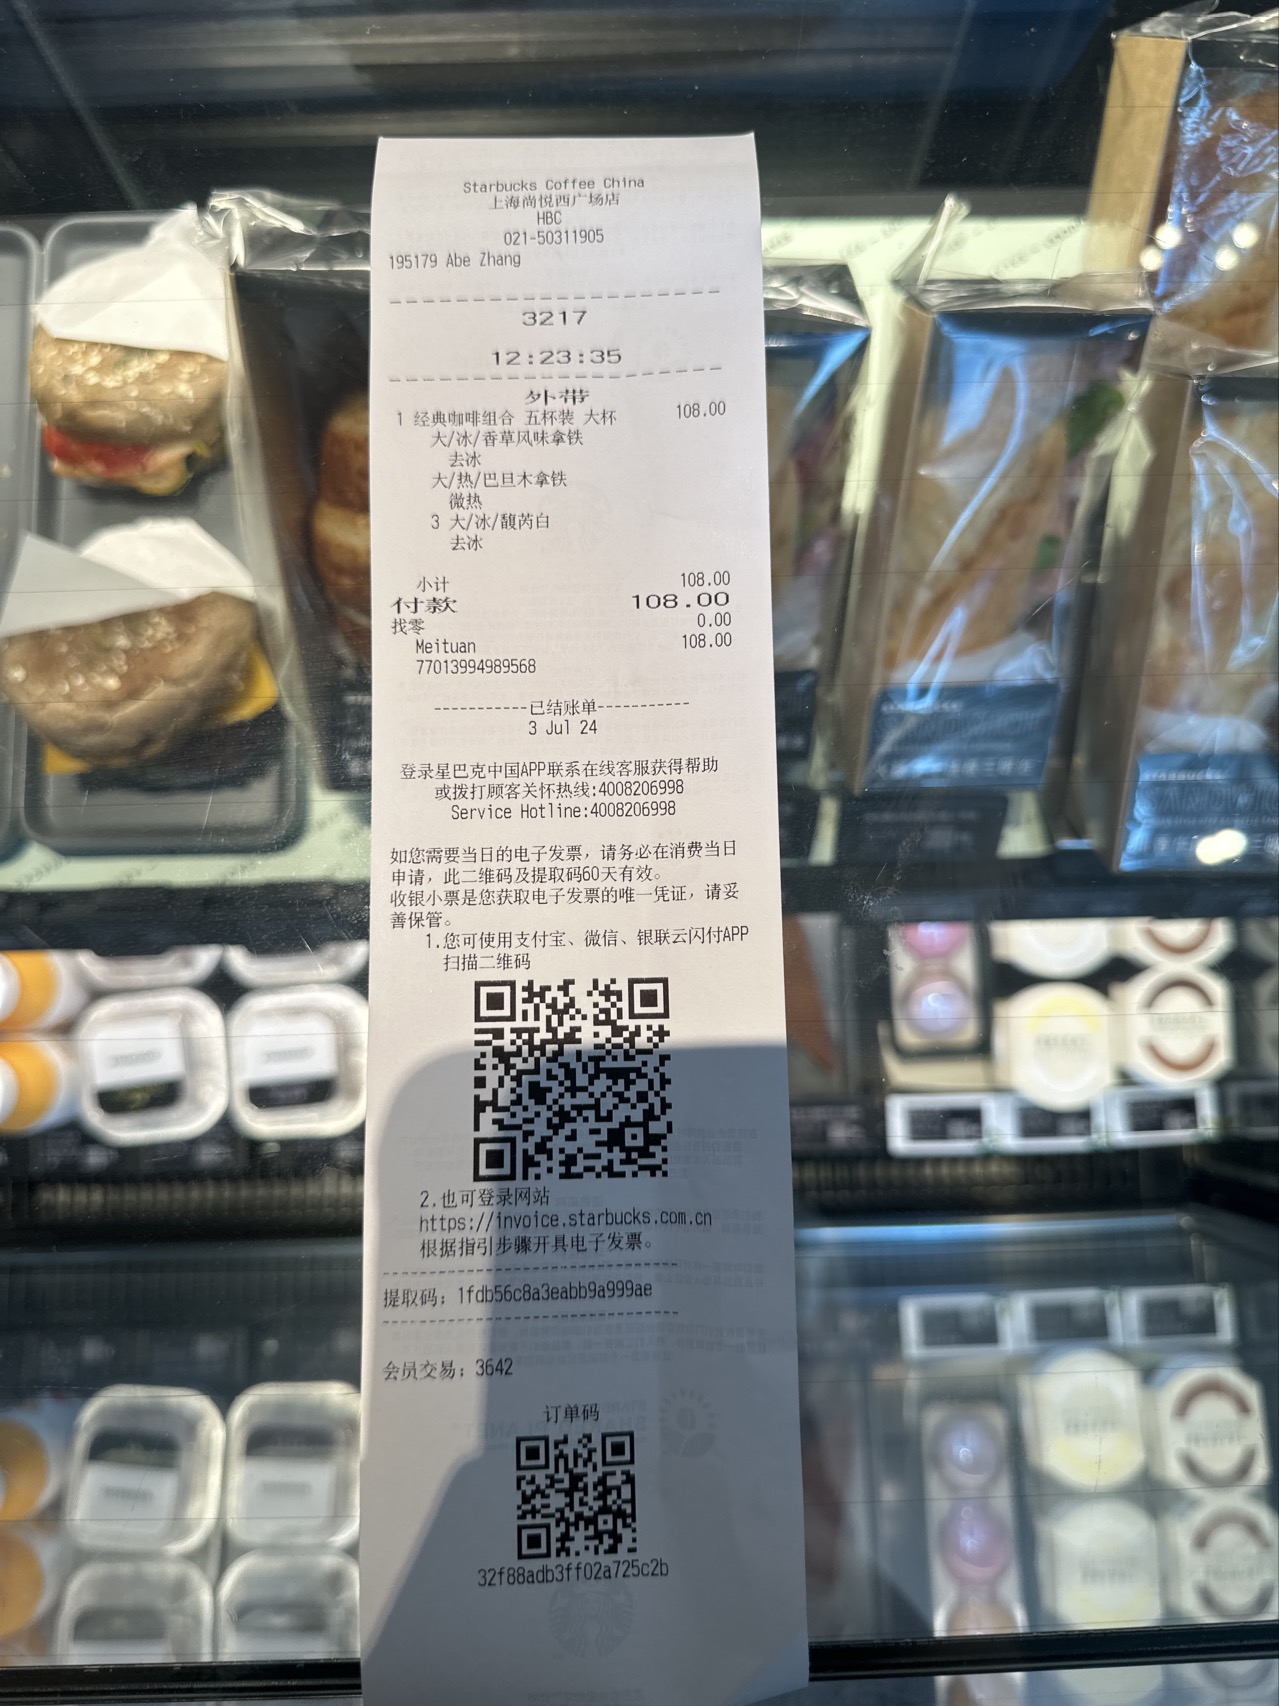 Starbucks Coffee China
上海尚悦西广场店
HBC
021-50311905
195179 Abe Zhang
3217
12:23:35
外带
1 经典咖啡组合 五杯装 大杯 108.00
大/冰/香草风味拿铁
去冰
大/热/巴旦木拿铁
微热
3 大/冰/馥芮白
去冰
小计 108.00
付款 108.00
找零 0.00
Meituan 108.00
77013994989568
-----------已结账单-----------
3 Jul 24
登录星巴克中国APP联系在线客服获得帮助
或拨打顾客关怀热线:4008206998
Service Hotline:4008206998
如您需要当日的电子发票，请务必在消费当日
申请，此二维码及提取码60天有效。
收银小票是您获取电子发票的唯一凭证，请妥
善保管。
1.您可使用支付宝、微信、银联云闪付APP
扫描二维码
2.也可登录网站
https://invoice.starbucks.com.cn
根据指引步骤开具电子发票。
提取码：1fdb56c8a3eabb9a999ae
会员交易：3642
订单码
32f88adb3ff02a725c2b